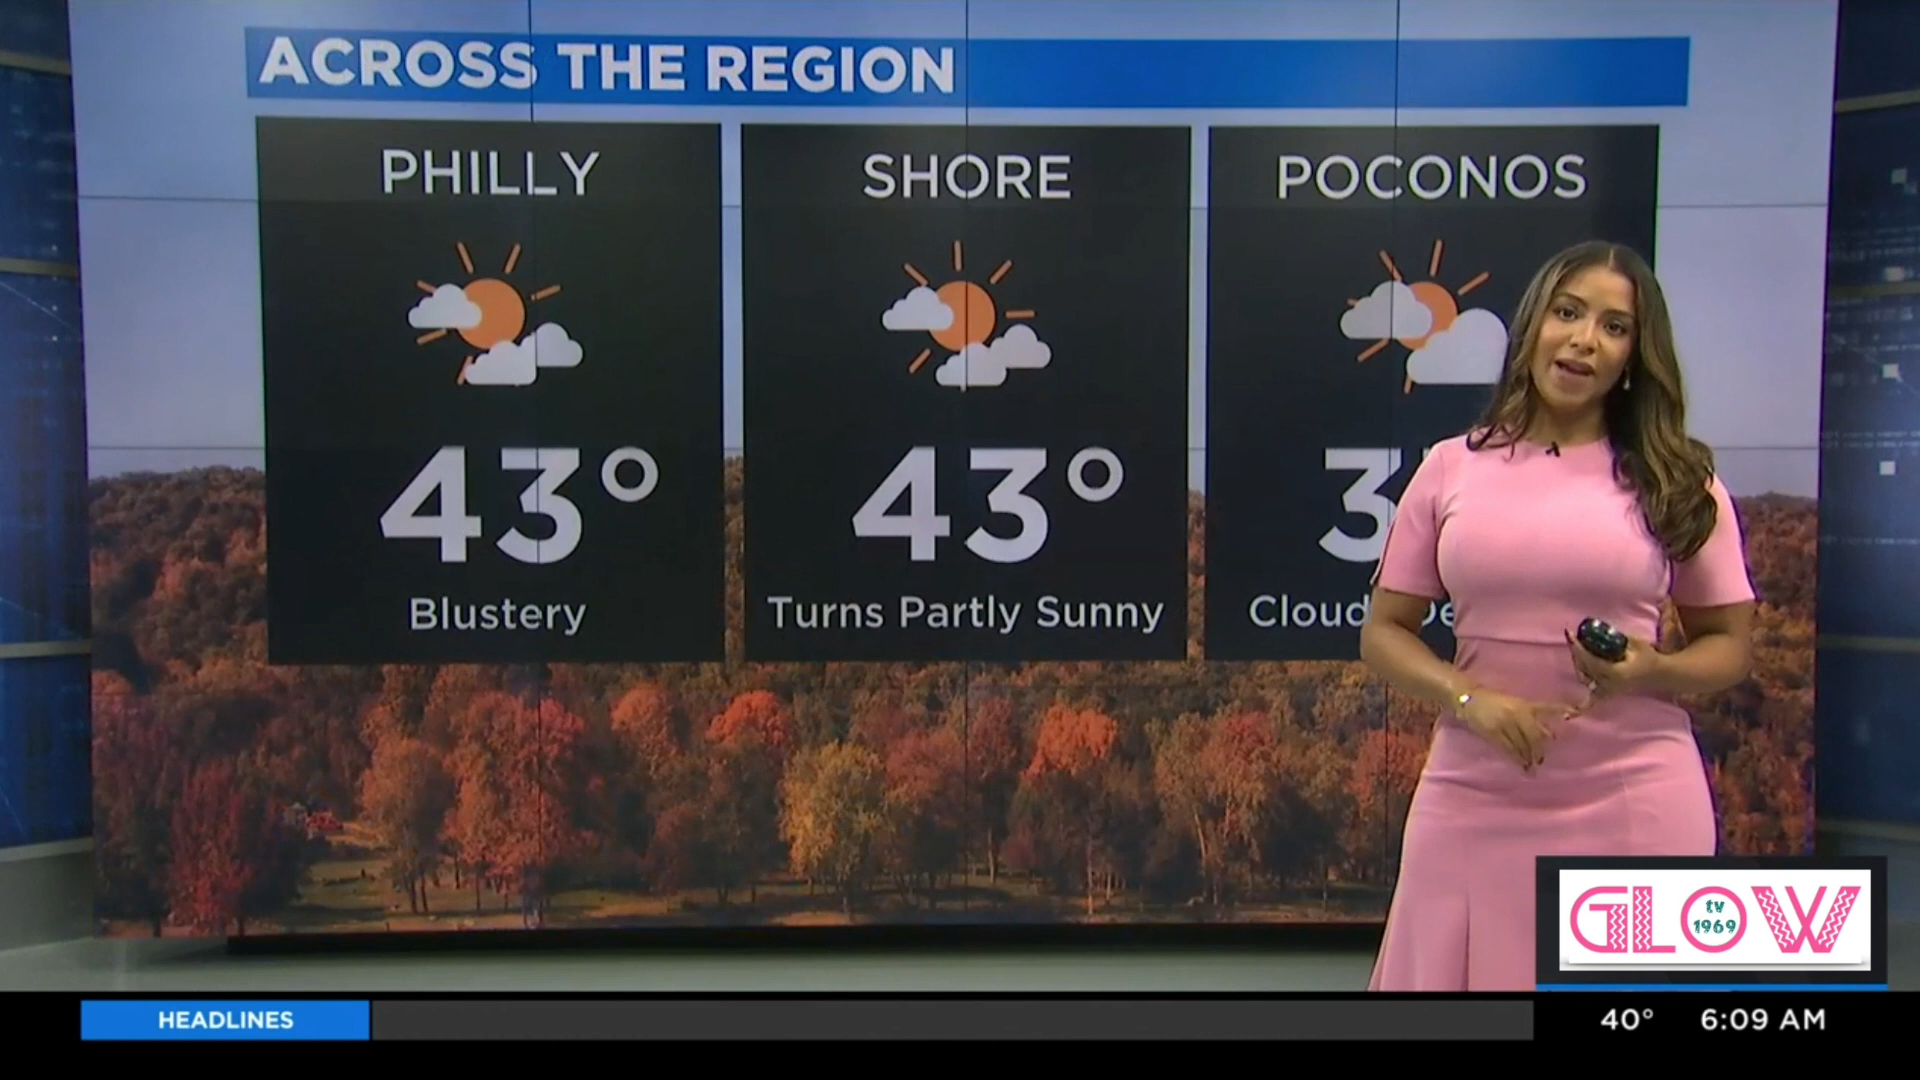 ACROSS THE REGION
PHILLY
SHORE
POCONOS
43°
43°
3
Blustery
Turns Partly Sunny
GLOW
tv
1969
HEADLINES
40°
6:09 AM